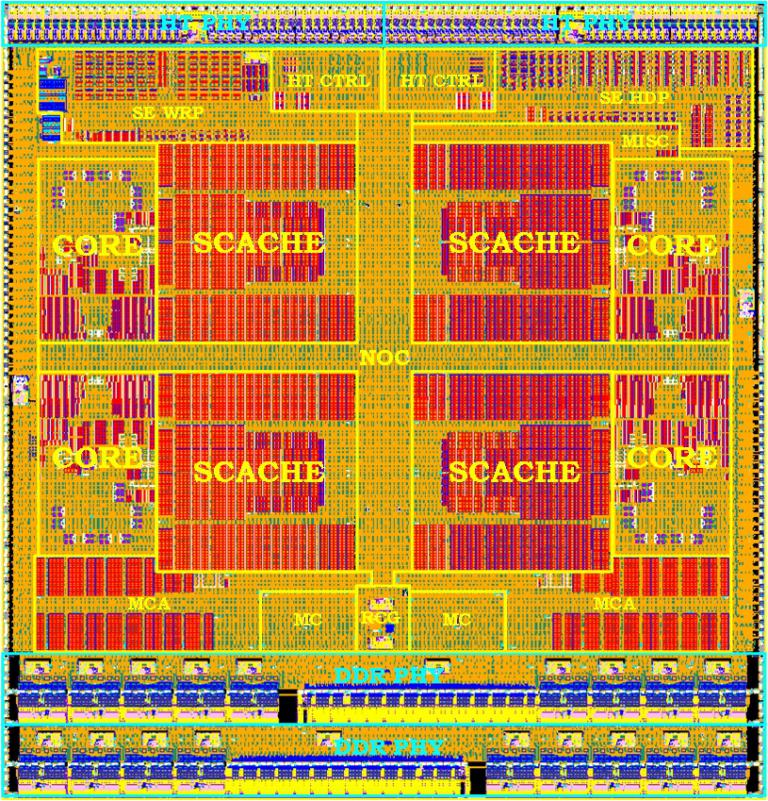 HT PHY HT PHY
HT CTRL HT CTRL
SE WRP SE HDP
MISC
CORE SCACHE SCACHE CORE
NOC
CORE SCACHE SCACHE CORE
MCA MCA
MC MC
DDR PHY
DDR PHY